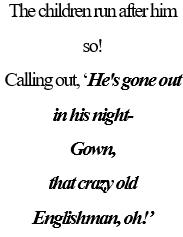 The children run after him
so!
Calling out, ‘He's gone out
in his night-
Gown,
that crazy old
Englishman, oh!’